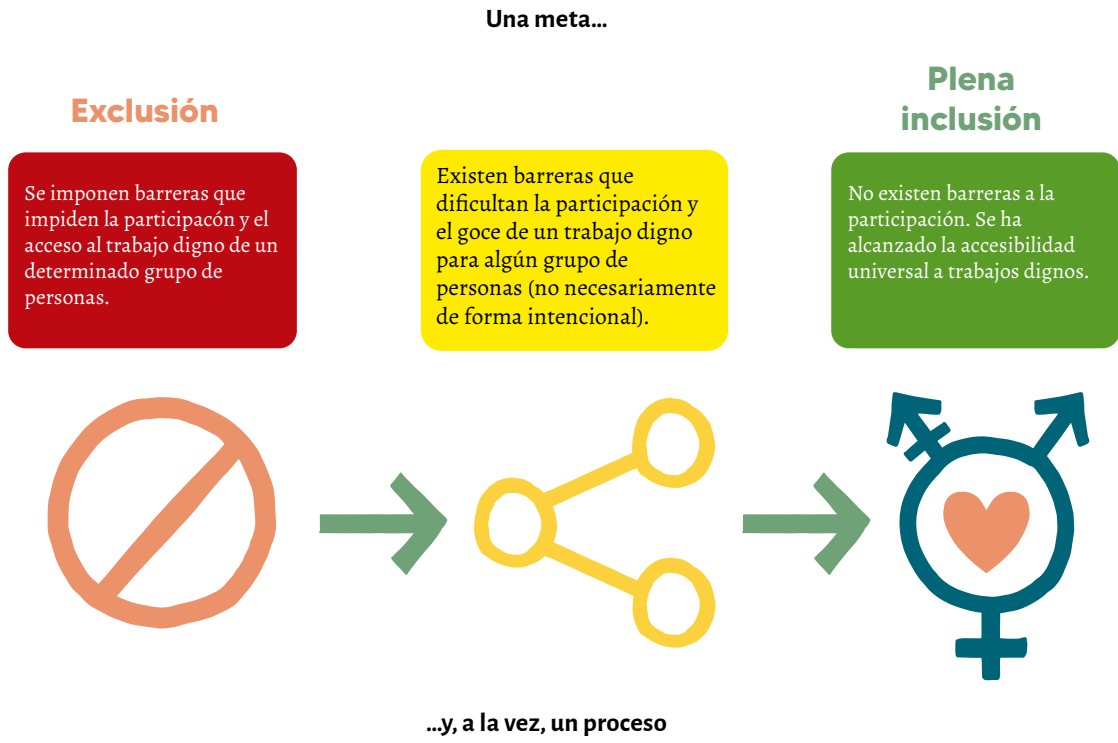 Una meta...
Exclusión
Plena
inclusión
Se imponen barreras que
impiden la participacón y el
acceso al trabajo digno de un
determinado grupo de
personas.
Existen barreras que
dificultan la participación y
el goce de un trabajo digno
para algún grupo de
personas (no necesariamente
de forma intencional).
No existen barreras a la
participación. Se ha
alcanzado la accesibilidad
universal a trabajos dignos.
...y, a la vez, un proceso